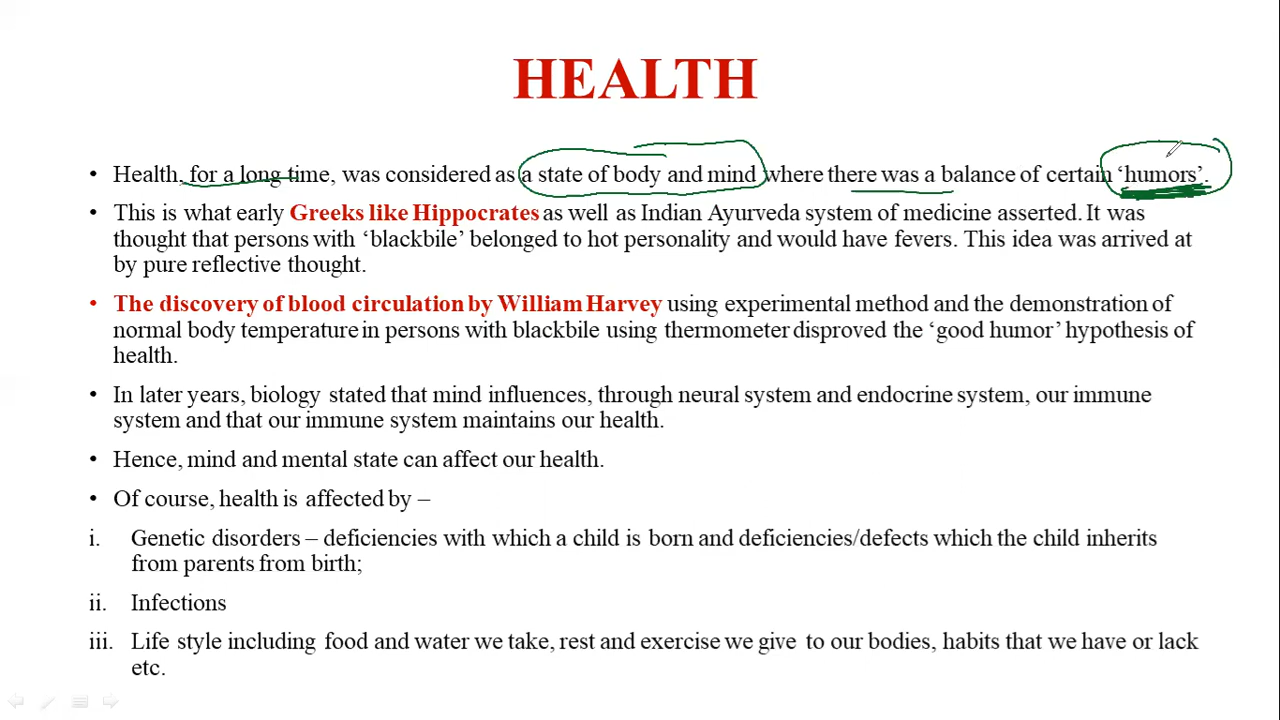 HEALTH
• Health, for a long time, was considered as a state of body and mind where there was a balance of certain ‘humors’.
• This is what early Greeks like Hippocrates as well as Indian Ayurveda system of medicine asserted. It was
thought that persons with ‘blackbile’ belonged to hot personality and would have fevers. This idea was arrived at
by pure reflective thought.
• The discovery of blood circulation by William Harvey using experimental method and the demonstration of
normal body temperature in persons with blackbile using thermometer disproved the ‘good humor’ hypothesis of
health.
• In later years, biology stated that mind influences, through neural system and endocrine system, our immune
system and that our immune system maintains our health.
• Hence, mind and mental state can affect our health.
• Of course, health is affected by –
i. Genetic disorders – deficiencies with which a child is born and deficiencies/defects which the child inherits
from parents from birth;
ii. Infections
iii. Life style including food and water we take, rest and exercise we give to our bodies, habits that we have or lack
etc.